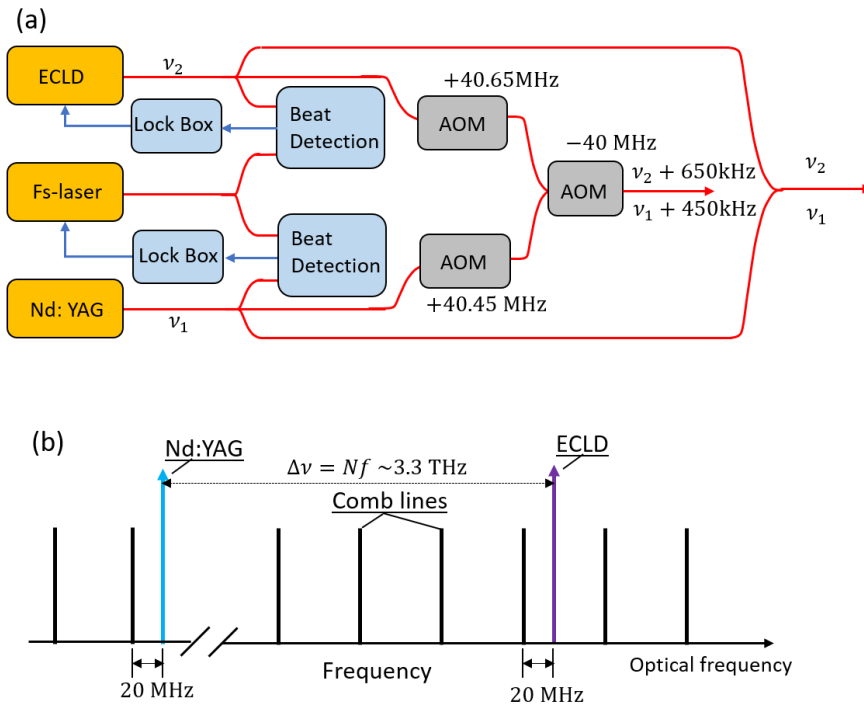 (a)
ECLD
ν₂
+40.65MHz
Lock Box
Beat
Detection
AOM
−40 MHz
Fs-laser
AOM
ν₂ + 650kHz
ν₂
ν₁ + 450kHz
ν₁
Lock Box
Beat
Detection
AOM
Nd: YAG
ν₁
+40.45 MHz
(b)
Nd:YAG
Δν = Nf ~3.3 THz
ECLD
Comb lines
20 MHz
Frequency
20 MHz
Optical frequency